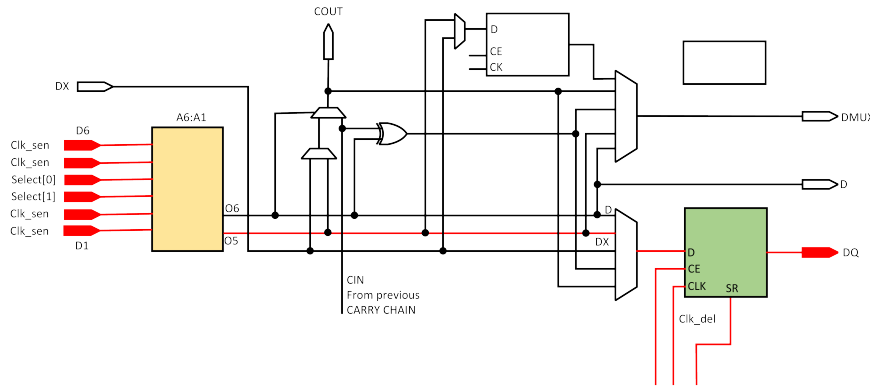 COUT
D
CE
CK
DX
A6:A1
D6
Clk_sen
Clk_sen
Select[0]
Select[1]
Clk_sen
Clk_sen
D1
O6
O5
DMUX
D
D
DX
D
CE
CLK
SR
DQ
Clk_del
CIN
From previous
CARRY CHAIN